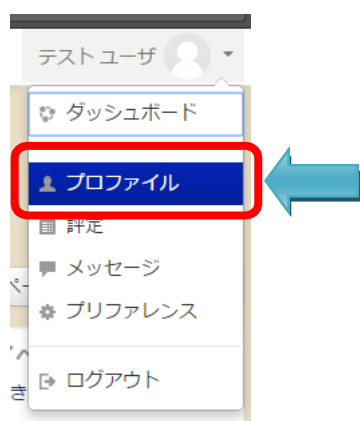 テスト ユーザ
ダッシュボード
プロファイル
評定
メッセージ
プリファレンス
ログアウト